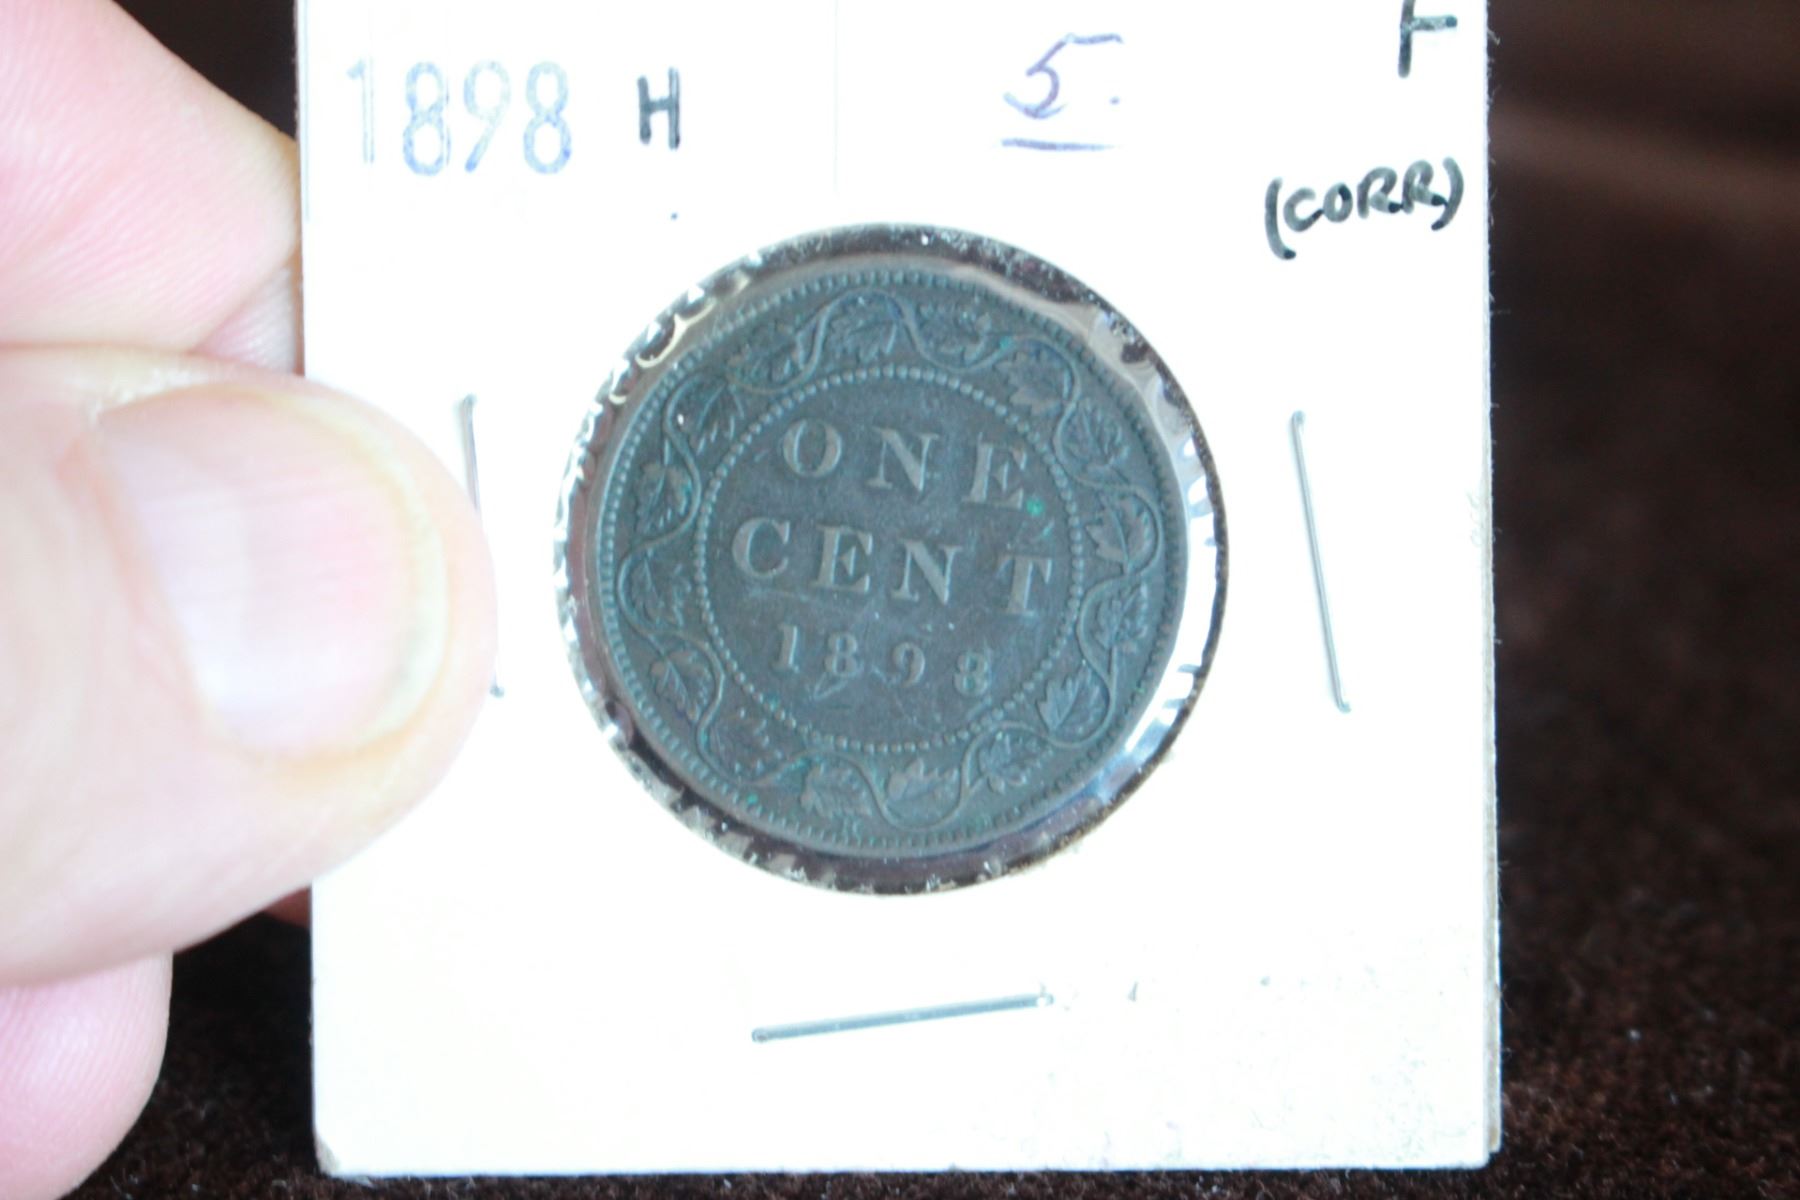 1898 H 5. F
(CORR)
ONE
CENT
1898